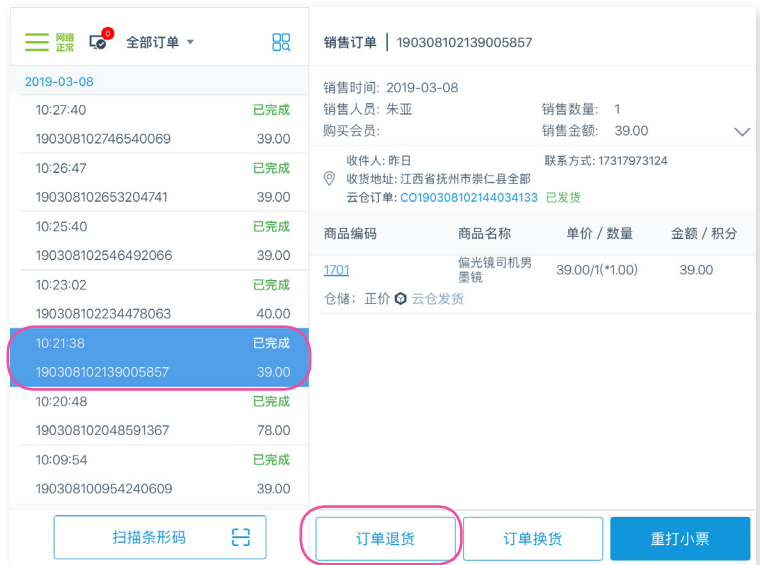 网络
正常
0
全部订单
2019-03-08
10:27:40 已完成
190308102746540069 39.00
10:26:47 已完成
190308102653204741 39.00
10:25:40 已完成
190308102546492066 39.00
10:23:02 已完成
190308102234478063 40.00
10:21:38 已完成
190308102139005857 39.00
10:20:48 已完成
190308102048591367 78.00
10:09:54 已完成
190308100954240609 39.00
扫描条形码
销售订单 190308102139005857
销售时间: 2019-03-08
销售人员: 朱亚 销售数量: 1
购买会员: 销售金额: 39.00
收件人: 昨日 联系方式: 17317973124
收货地址: 江西省抚州市崇仁县全部
云仓订单: CO190308102144034133 已发货
商品编码 商品名称 单价 / 数量 金额 / 积分
1701 偏光镜司机男墨镜 39.00/1(*1.00) 39.00
仓储; 正价 云仓发货
订单退货 订单换货 重打小票